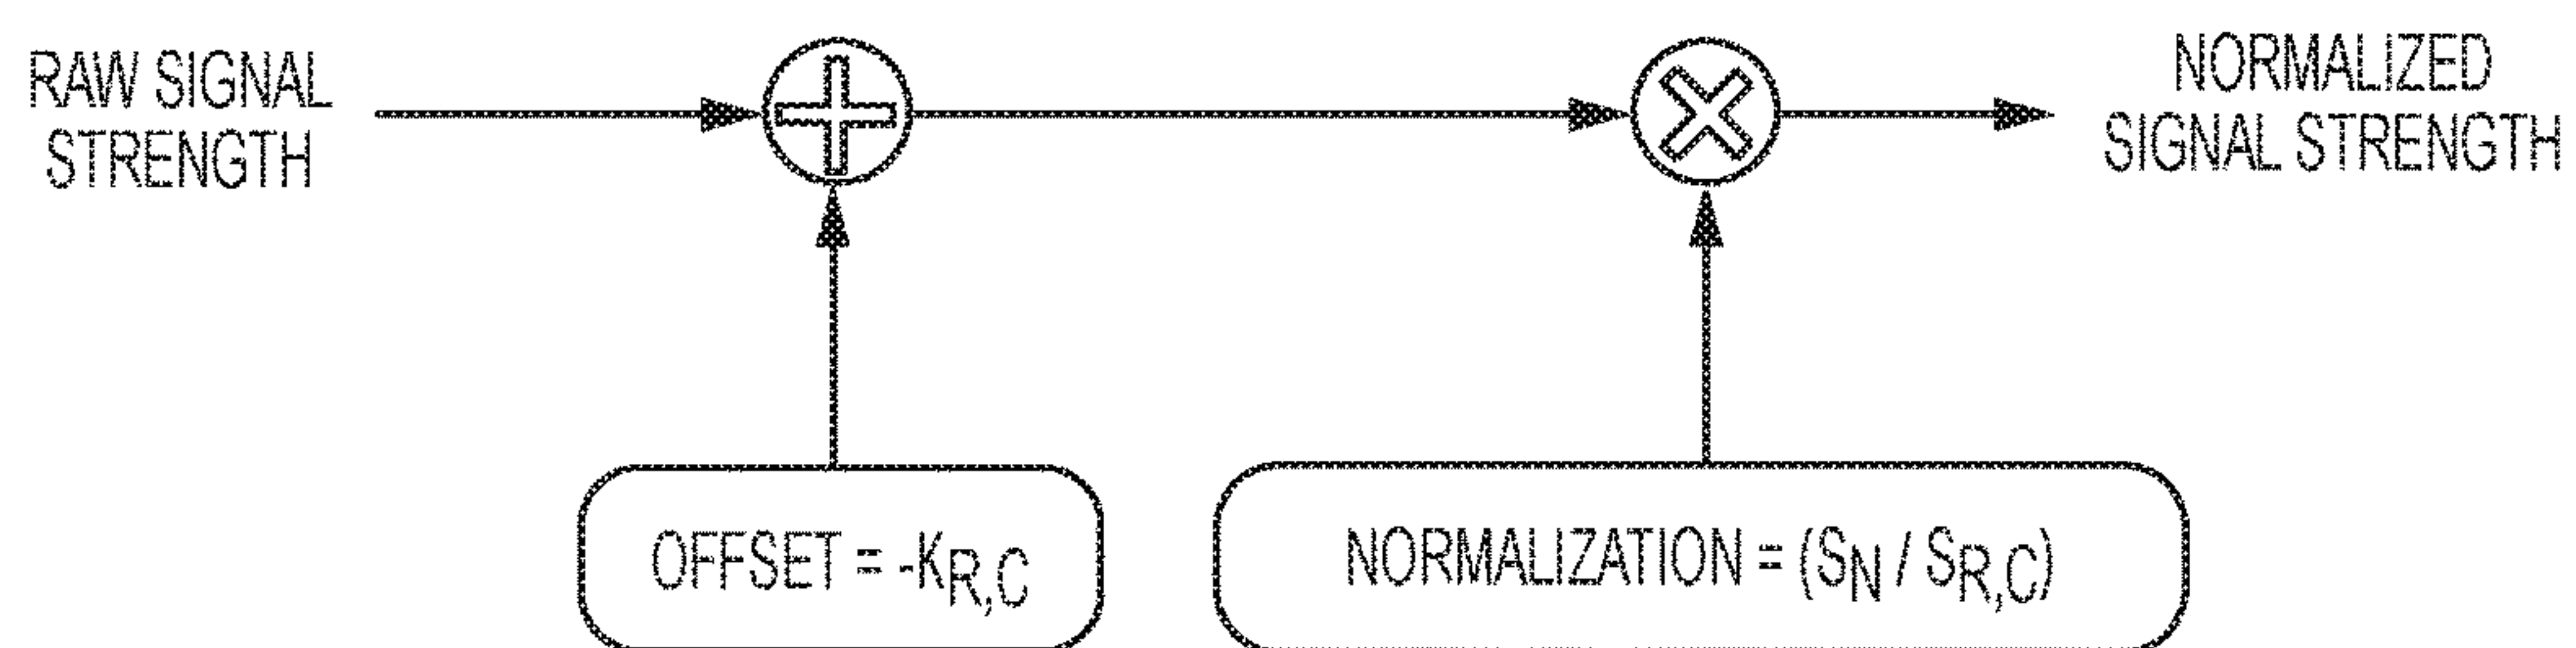 RAW SIGNAL
STRENGTH
NORMALIZED
SIGNAL STRENGTH
OFFSET = -KR,C
NORMALIZATION = (SN / SR,C)